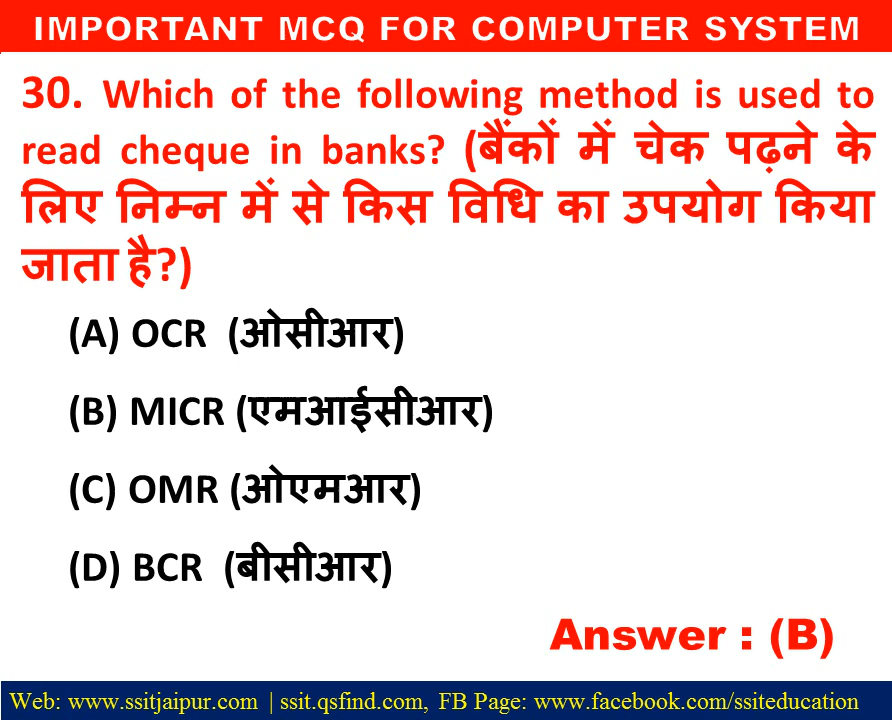 IMPORTANT MCQ FOR COMPUTER SYSTEM
30. Which of the following method is used to
read cheque in banks? (बैंकों में चेक पढ़ने के
लिए निम्न में से किस विधि का उपयोग किया
जाता है?)
(A) OCR (ओसीआर)
(B) MICR (एमआईसीआर)
(C) OMR (ओएमआर)
(D) BCR (बीसीआर)
Answer : (B)
Web: www.ssitjaipur.com | ssit.qsfind.com, FB Page: www.facebook.com/ssiteducation